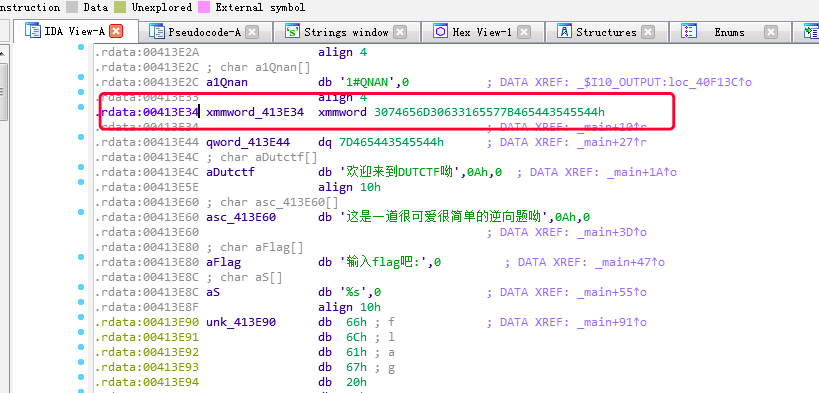 nstruction Data Unexplored External symbol
IDA View-A Pseudocode-A Strings window Hex View-1 Structures Enums
.rdata:00413E2A align 4
.rdata:00413E2C ; char a1Qnan[]
.rdata:00413E2C a1Qnan db '1#QNAN',0 ; DATA XREF: _$I10_OUTPUT:loc_40F13C↑o
.rdata:00413E33 align 4
.rdata:00413E34 xmmword_413E34 xmmword 3074656D30633165577B465443545544h
.rdata:00413E34 ; DATA XREF: _main+10↑r
.rdata:00413E44 qword_413E44 dq 7D465443545544h ; DATA XREF: _main+27↑r
.rdata:00413E4C ; char aDutctf[]
.rdata:00413E4C aDutctf db '欢迎来到DUTCTF呦',0Ah,0 ; DATA XREF: _main+1A↑o
.rdata:00413E5E align 10h
.rdata:00413E60 ; char asc_413E60[]
.rdata:00413E60 asc_413E60 db '这是一道很可爱很简单的逆向题呦',0Ah,0
.rdata:00413E60 ; DATA XREF: _main+3D↑o
.rdata:00413E80 ; char aFlag[]
.rdata:00413E80 aFlag db '输入flag吧:',0 ; DATA XREF: _main+47↑o
.rdata:00413E8C ; char aS[]
.rdata:00413E8C aS db '%s',0 ; DATA XREF: _main+55↑o
.rdata:00413E8F align 10h
.rdata:00413E90 unk_413E90 db 66h ; f ; DATA XREF: _main+91↑o
.rdata:00413E91 db 6Ch ; l
.rdata:00413E92 db 61h ; a
.rdata:00413E93 db 67h ; g
.rdata:00413E94 db 20h